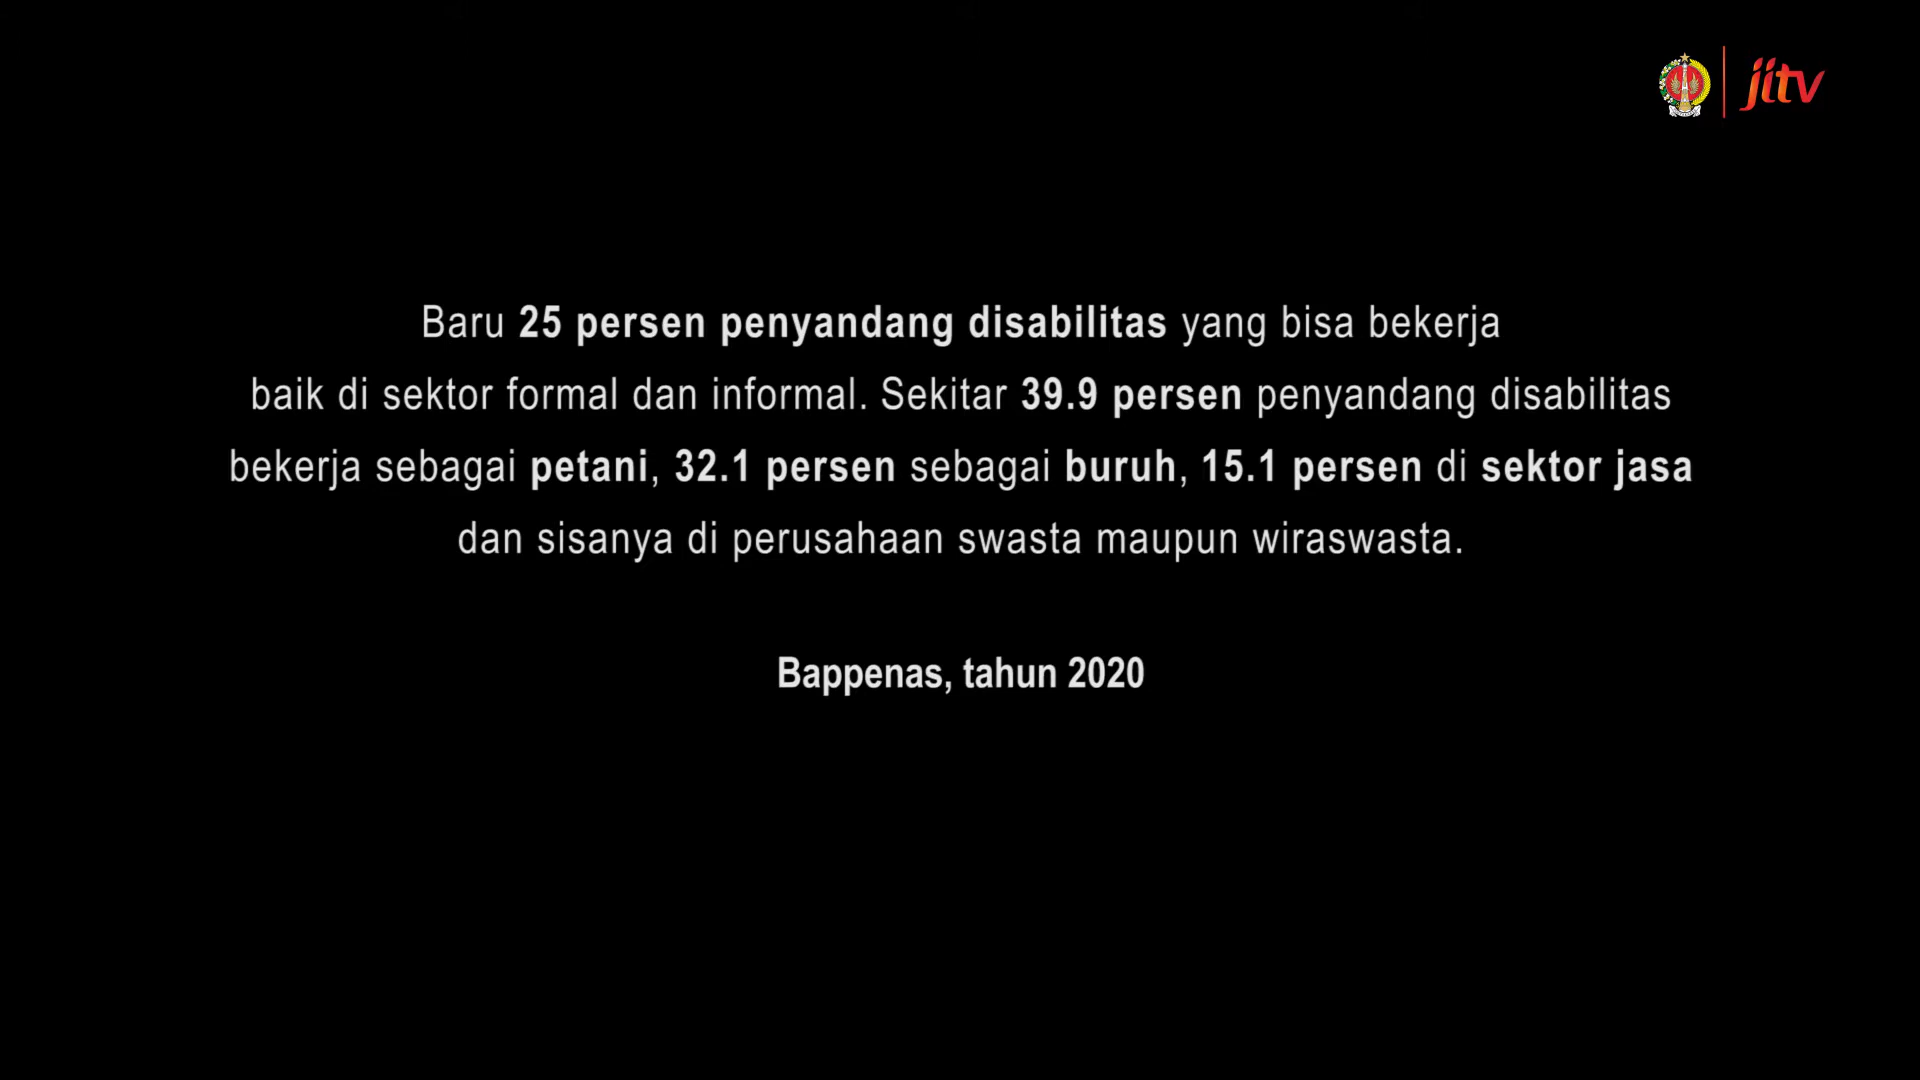 jitv
Baru 25 persen penyandang disabilitas yang bisa bekerja
baik di sektor formal dan informal. Sekitar 39.9 persen penyandang disabilitas
bekerja sebagai petani, 32.1 persen sebagai buruh, 15.1 persen di sektor jasa
dan sisanya di perusahaan swasta maupun wiraswasta.
Bappenas, tahun 2020